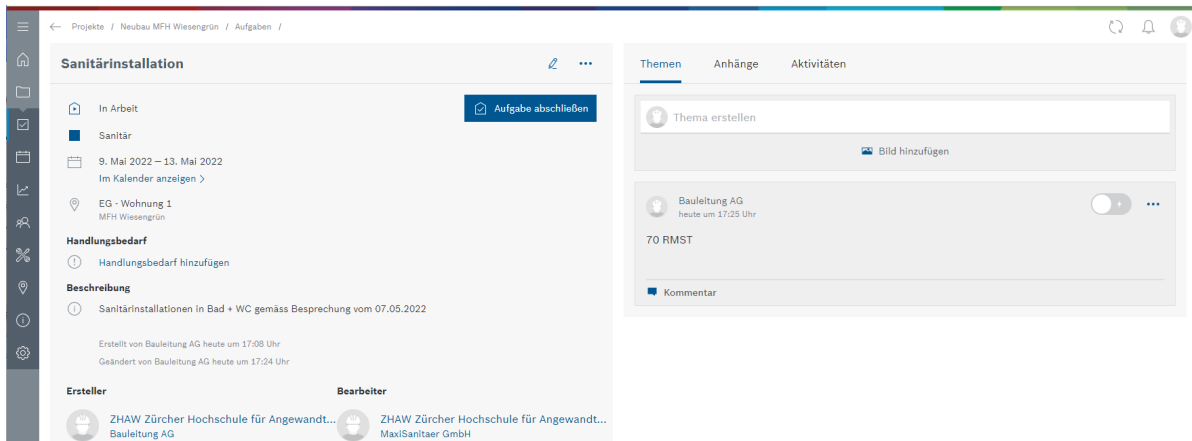 Projekte / Neubau MFH Wiesengrün / Aufgaben /
Sanitärinstallation
In Arbeit
Aufgabe abschließen
Sanitär
9. Mai 2022 — 13. Mai 2022
Im Kalender anzeigen >
EG - Wohnung 1
MFH Wiesengrün
Handlungsbedarf
Handlungsbedarf hinzufügen
Beschreibung
Sanitärinstallationen in Bad + WC gemäss Besprechung vom 07.05.2022
Erstellt von Bauleitung AG heute um 17:08 Uhr
Geändert von Bauleitung AG heute um 17:24 Uhr
Ersteller
ZHAW Zürcher Hochschule für Angewandt...
Bauleitung AG
Bearbeiter
ZHAW Zürcher Hochschule für Angewandt...
MaxiSanitaer GmbH
Themen Anhänge Aktivitäten
Thema erstellen
Bild hinzufügen
Bauleitung AG
heute um 17:25 Uhr
70 RMST
Kommentar